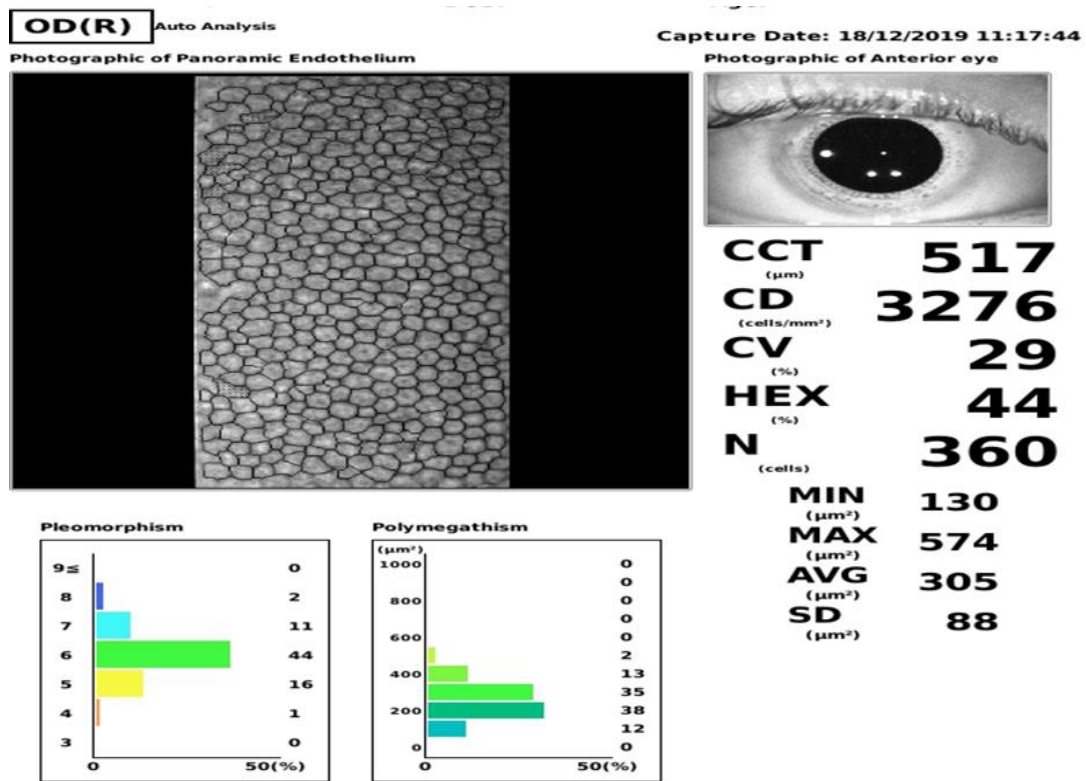 OD(R) Auto Analysis
Capture Date: 18/12/2019 11:17:44
Photographic of Panoramic Endothelium
Photographic of Anterior eye
CCT (μm) 517
CD (cells/mm²) 3276
CV (%) 29
HEX (%) 44
N (cells) 360
MIN (μm²) 130
MAX (μm²) 574
AVG (μm²) 305
SD (μm²) 88
Pleomorphism
9≤ 0
8 2
7 11
6 44
5 16
4 1
3 0
0 50(%)
Polymegathism
(μm²)
1000 0
0
800 0
0
600 0
2
400 13
35
200 38
12
0 0
0 50(%)